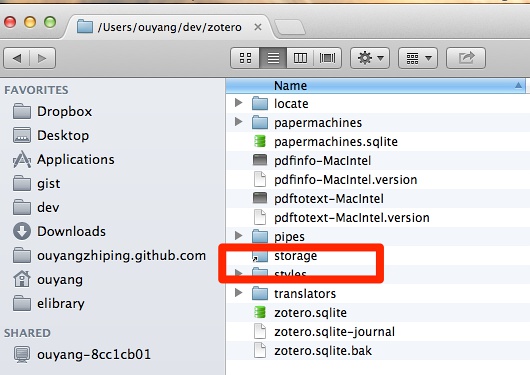 /Users/ouyang/dev/zotero
Name
FAVORITES
Dropbox
Desktop
Applications
gist
dev
Downloads
ouyangzhiping.github.com
ouyang
elibrary
SHARED
ouyang-8cc1cb01
locate
papermachines
papermachines.sqlite
pdfinfo-MacIntel
pdfinfo-MacIntel.version
pdftotext-MacIntel
pdftotext-MacIntel.version
pipes
storage
styles
translators
zotero.sqlite
zotero.sqlite-journal
zotero.sqlite.bak